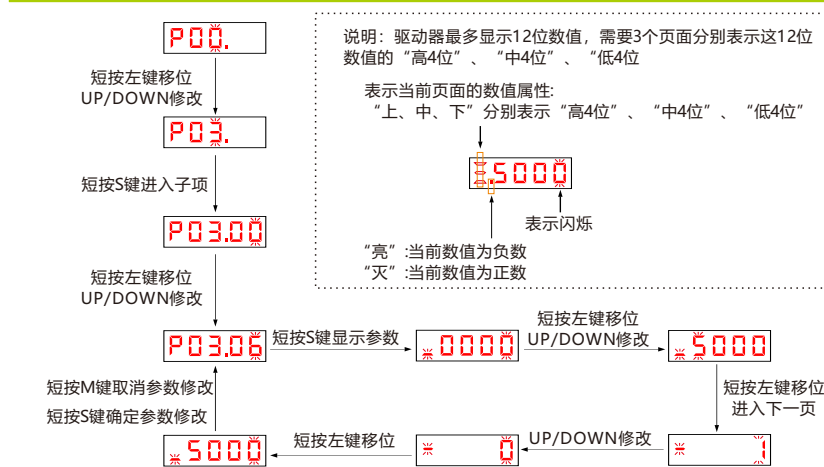 P00.
短按左键移位
UP/DOWN修改
P03.
短按S键进入子项
P03.00
短按左键移位
UP/DOWN修改
说明：驱动器最多显示12位数值，需要3个页面分别表示这12位
数值的“高4位”、“中4位”、“低4位
表示当前页面的数值属性:
“上、中、下”分别表示“高4位”、“中4位”、“低4位”
.5000
表示闪烁
“亮”:当前数值为负数
“灭”:当前数值为正数
P03.06
短按S键显示参数
_0000
短按左键移位
UP/DOWN修改
_5000
短按左键移位
进入下一页
短按M键取消参数修改
短按S键确定参数修改
_5000
短按左键移位
- 0
UP/DOWN修改
- 1